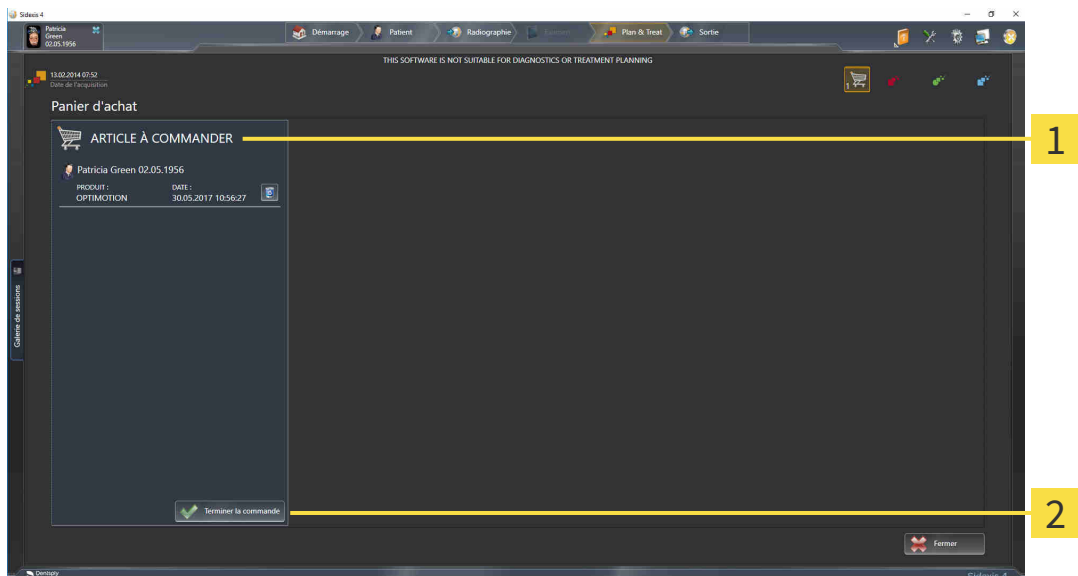 Sidexis 4
Patricia
Green
02.05.1956
Démarrage
Patient
Radiographie
Plan & Treat
Sortie
THIS SOFTWARE IS NOT SUITABLE FOR DIAGNOSTICS OR TREATMENT PLANNING
13.02.2014 07:52
Date de l'acquisition
1
Panier d'achat
ARTICLE À COMMANDER
1
Patricia Green 02.05.1956
PRODUIT : DATE :
OPTIMOTION 30.05.2017 10:56:27
Galerie de sessions
Terminer la commande
2
Fermer
Dentsply
Sidexis 4